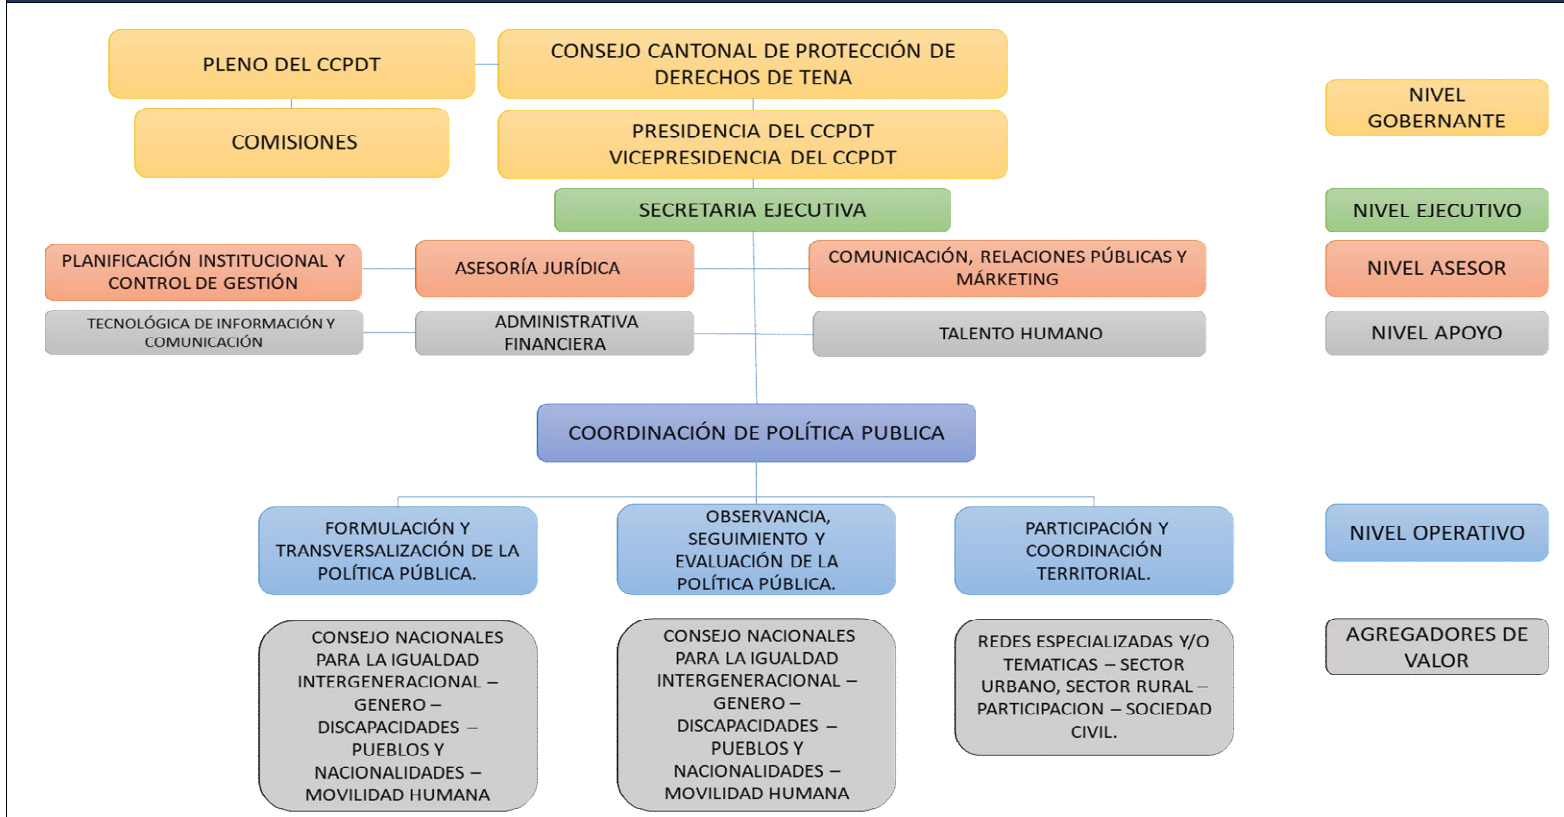 PLENO DEL CCPDT
CONSEJO CANTONAL DE PROTECCIÓN DE
DERECHOS DE TENA
NIVEL
GOBERNANTE
COMISIONES
PRESIDENCIA DEL CCPDT
VICEPRESIDENCIA DEL CCPDT
SECRETARIA EJECUTIVA
NIVEL EJECUTIVO
PLANIFICACIÓN INSTITUCIONAL Y
CONTROL DE GESTIÓN
ASESORÍA JURÍDICA
COMUNICACIÓN, RELACIONES PÚBLICAS Y
MÁRKETING
NIVEL ASESOR
TECNOLÓGICA DE INFORMACIÓN Y
COMUNICACIÓN
ADMINISTRATIVA
FINANCIERA
TALENTO HUMANO
NIVEL APOYO
COORDINACIÓN DE POLÍTICA PUBLICA
FORMULACIÓN Y
TRANSVERSALIZACIÓN DE LA
POLÍTICA PÚBLICA.
OBSERVANCIA,
SEGUIMIENTO Y
EVALUACIÓN DE LA
POLÍTICA PÚBLICA.
PARTICIPACIÓN Y
COORDINACIÓN
TERRITORIAL.
NIVEL OPERATIVO
CONSEJO NACIONALES
PARA LA IGUALDAD
INTERGENERACIONAL –
GENERO –
DISCAPACIDADES –
PUEBLOS Y
NACIONALIDADES –
MOVILIDAD HUMANA
CONSEJO NACIONALES
PARA LA IGUALDAD
INTERGENERACIONAL –
GENERO –
DISCAPACIDADES –
PUEBLOS Y
NACIONALIDADES –
MOVILIDAD HUMANA
REDES ESPECIALIZADAS Y/O
TEMATICAS – SECTOR
URBANO, SECTOR RURAL –
PARTICIPACION – SOCIEDAD
CIVIL.
AGREGADORES DE
VALOR